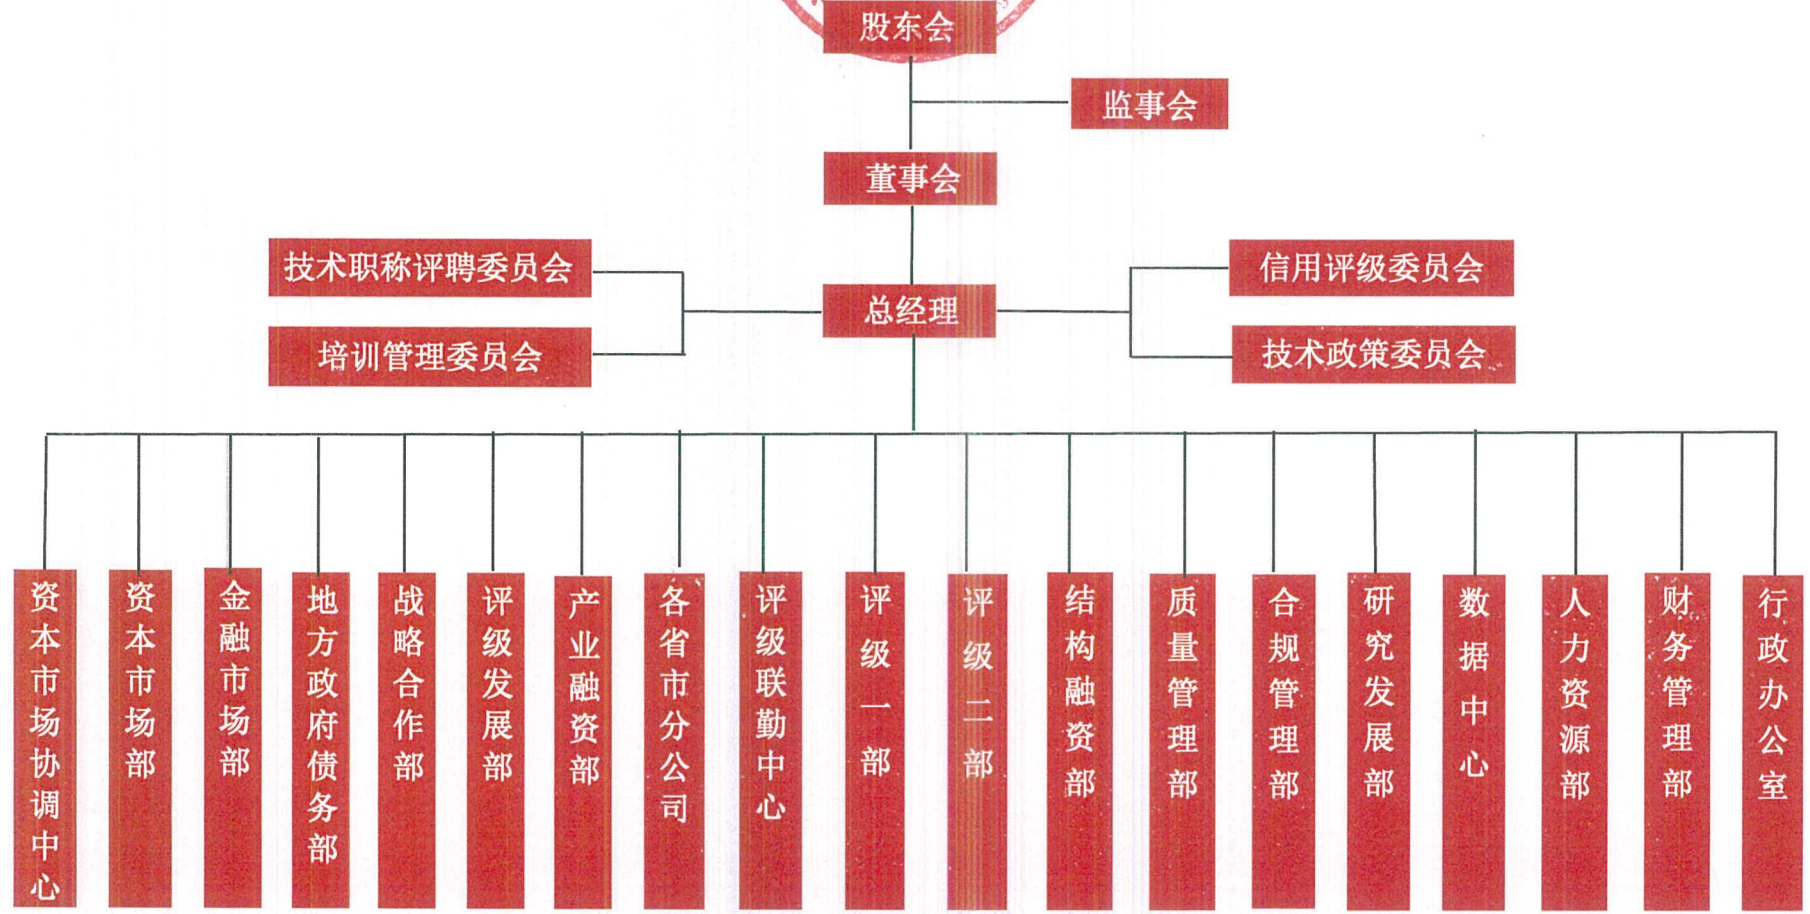 股东会
监事会
董事会
技术职称评聘委员会
信用评级委员会
总经理
培训管理委员会
技术政策委员会
资本市场协调中心
资本市场部
金融市场部
地方政府债务部
战略合作部
评级发展部
产业融资部
各省市分公司
评级联勤中心
评级一部
评级二部
结构融资部
质量管理部
合规管理部
研究发展部
数据中心
人力资源部
财务管理部
行政办公室